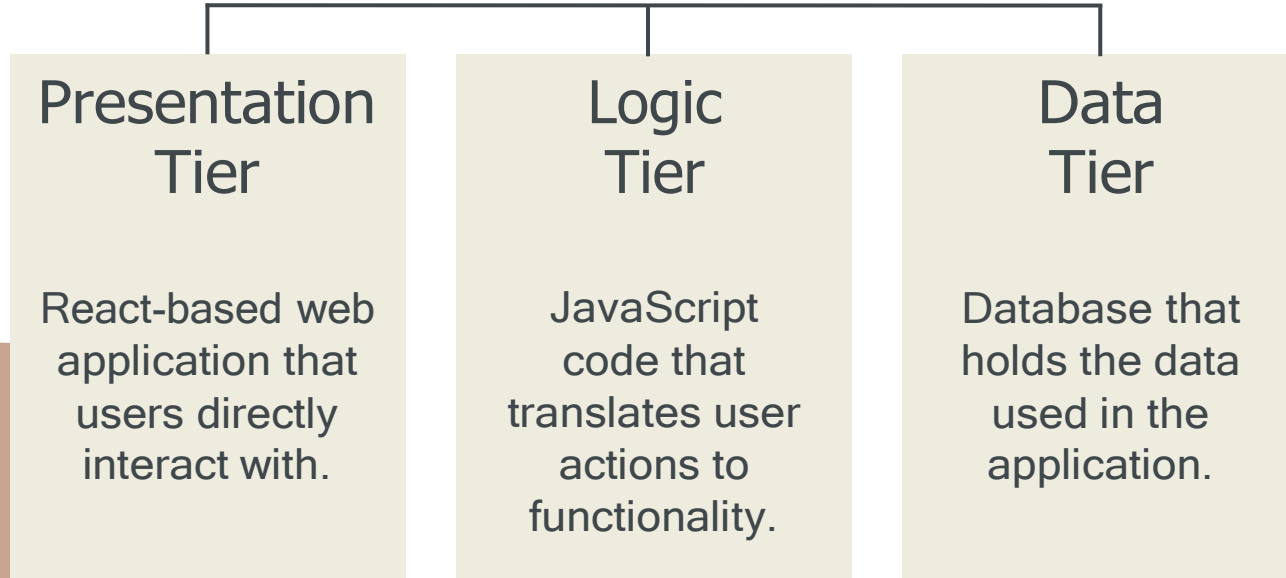 Presentation
Tier
React-based web
application that
users directly
interact with.
Logic
Tier
JavaScript
code that
translates user
actions to
functionality.
Data
Tier
Database that
holds the data
used in the
application.